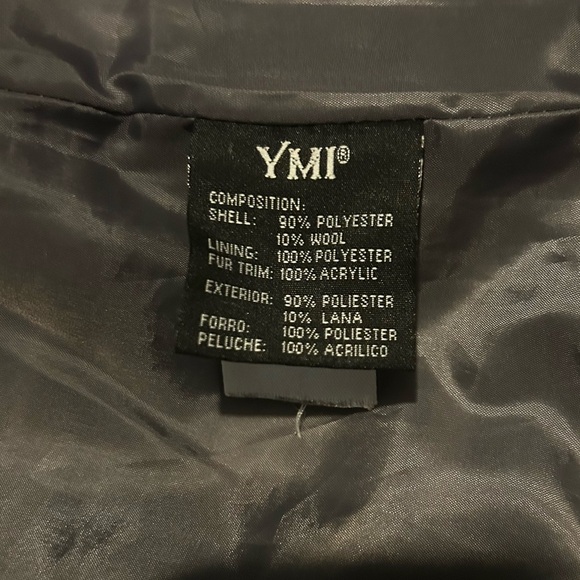 YMI®
COMPOSITION:
SHELL: 90% POLYESTER
10% WOOL
LINING: 100% POLYESTER
FUR TRIM: 100% ACRYLIC
EXTERIOR: 90% POLIESTER
10% LANA
FORRO: 100% POLIESTER
PELUCHE: 100% ACRILICO